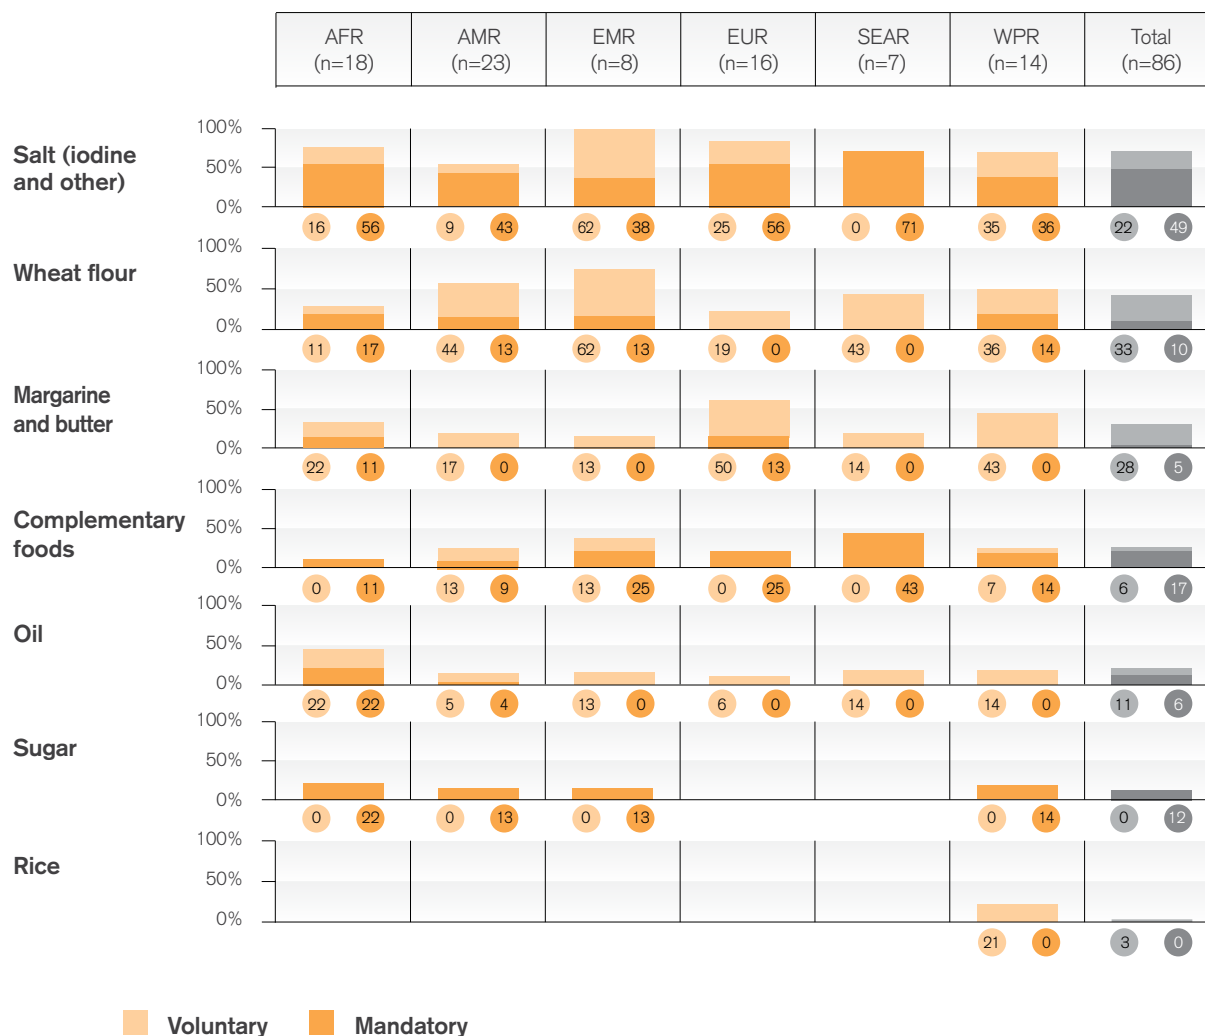 AFR AMR EMR EUR SEAR WPR Total
(n=18) (n=23) (n=8) (n=16) (n=7) (n=14) (n=86)
100%
Salt (iodine
and other)
50%
0%
16 56 9 43 62 38 25 56 0 71 35 36 22 49
100%
Wheat flour
50%
0%
11 17 44 13 62 13 19 0 43 0 36 14 33 10
100%
Margarine
and butter
50%
0%
22 11 17 0 13 0 50 13 14 0 43 0 28 5
100%
Complementary
foods
50%
0%
0 11 13 9 13 25 0 25 0 43 7 14 6 17
100%
Oil
50%
0%
22 22 5 4 13 0 6 0 14 0 14 0 11 6
100%
Sugar
50%
0%
0 22 0 13 0 13 0 14 0 12
100%
Rice
50%
0%
21 0 3 0
Voluntary Mandatory